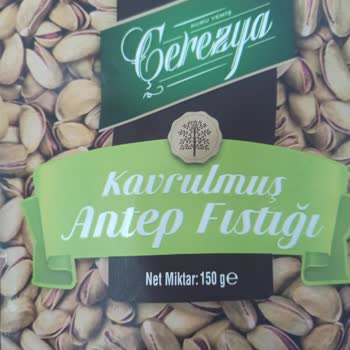 KURU YEMİŞ
Çerezya
Kavrulmuş
Antep Fıstığı
Net Miktar: 150 g℮